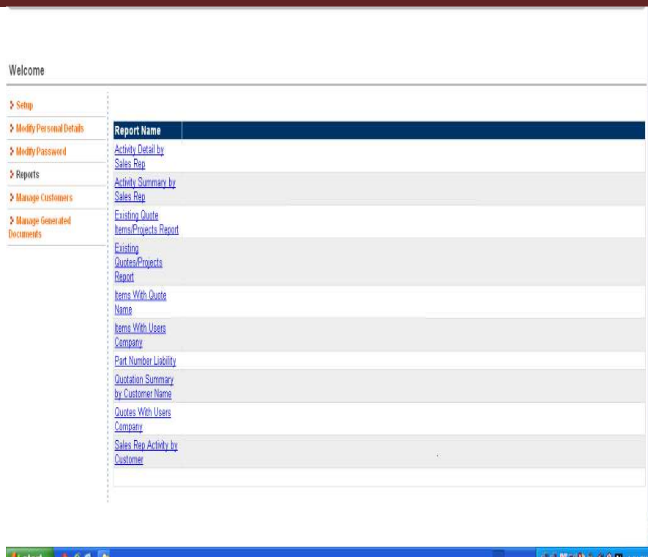 Welcome
Setup
Modify Personal Details
Modify Password
Reports
Manage Customers
Manage Generated
Documents
Report Name
Activity Detail by
Sales Rep
Activity Summary by
Sales Rep
Existing Quote
Items/Projects Report
Existing
Quotes/Projects
Report
Items With Quote
Name
Items With Users
Company
Part Number Liability
Quotation Summary
by Customer Name
Quotes With Users
Company
Sales Rep Activity by
Customer
start